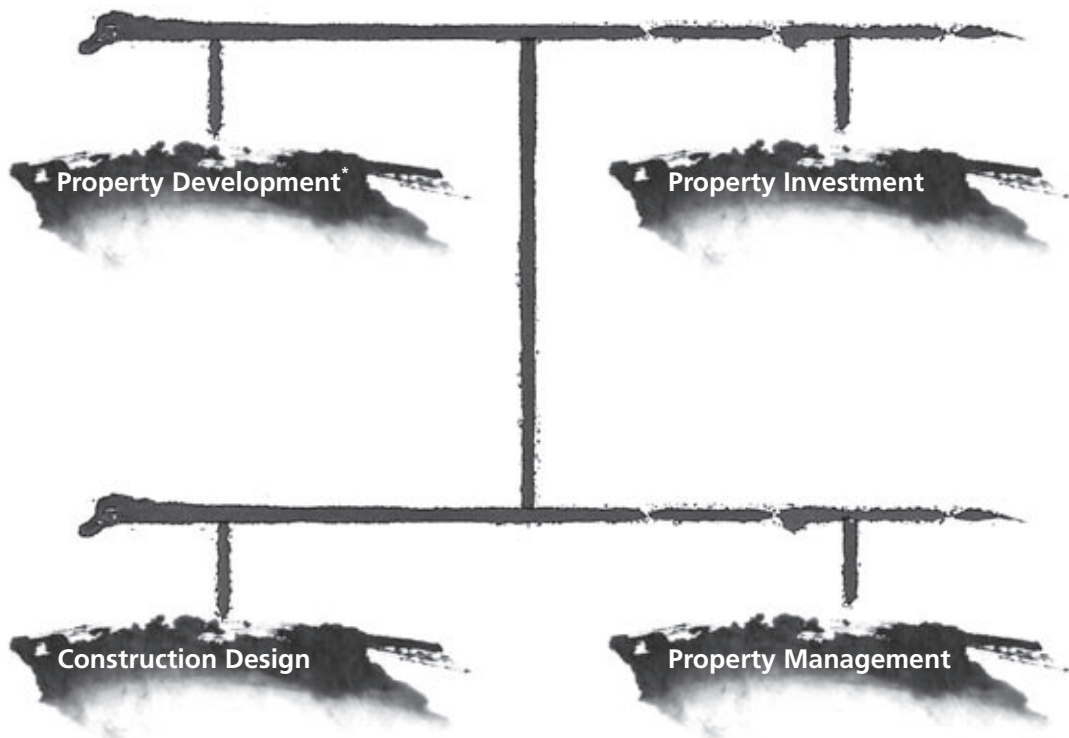 Property Development*
Property Investment
Construction Design
Property Management